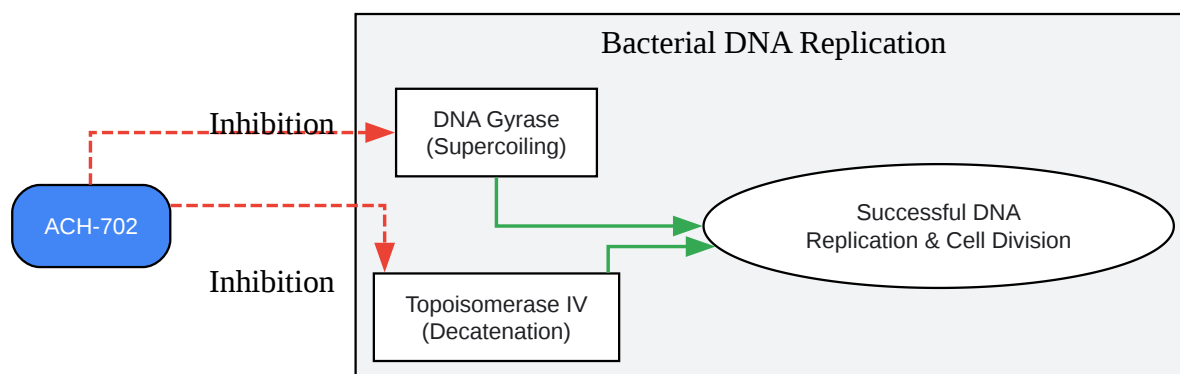 Bacterial DNA Replication
Inhibition
DNA Gyrase
(Supercoiling)
ACH-702
Successful DNA
Replication & Cell Division
Inhibition
Topoisomerase IV
(Decatenation)